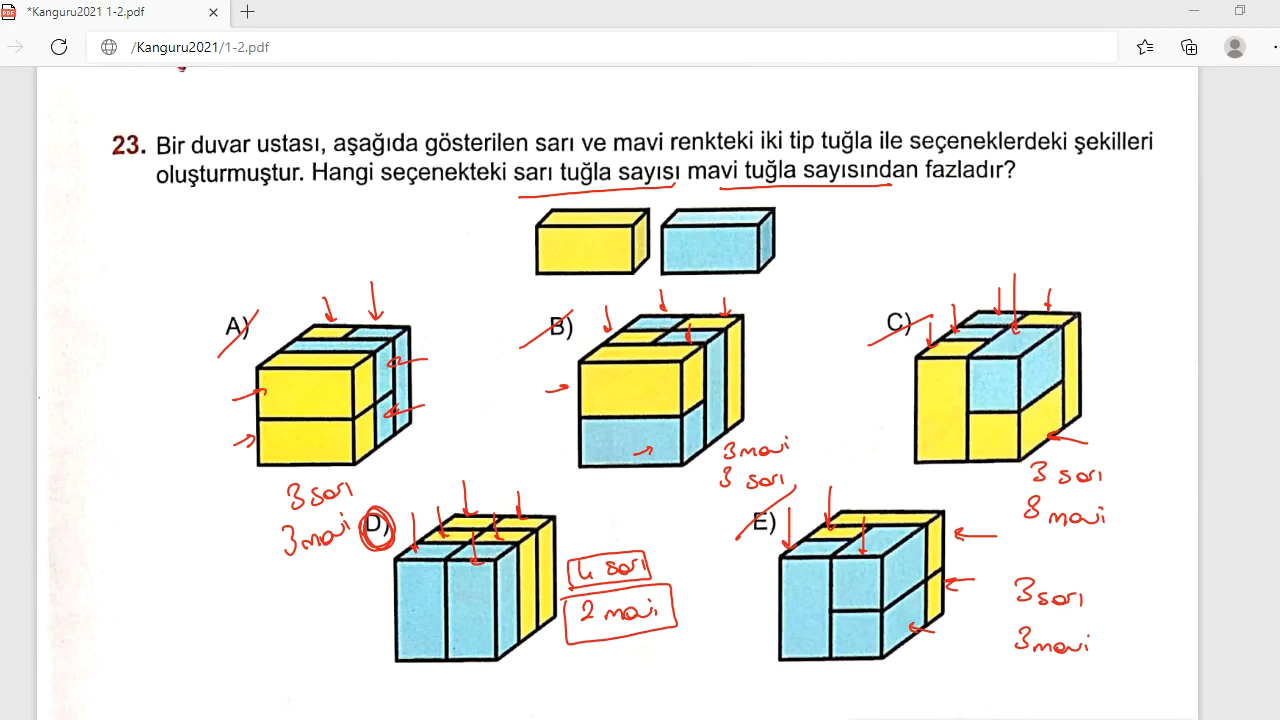 *Kanguru2021 1-2.pdf
/Kanguru2021/1-2.pdf
23. Bir duvar ustası, aşağıda gösterilen sarı ve mavi renkteki iki tip tuğla ile seçeneklerdeki şekilleri
oluşturmuştur. Hangi seçenekteki sarı tuğla sayısı mavi tuğla sayısından fazladır?
A)
B)
C)
3 sarı
3 mavi
3 mavi
3 sarı
3 sarı
8 mavi
D)
4 sarı
2 mavi
E)
3 sarı
3 mavi